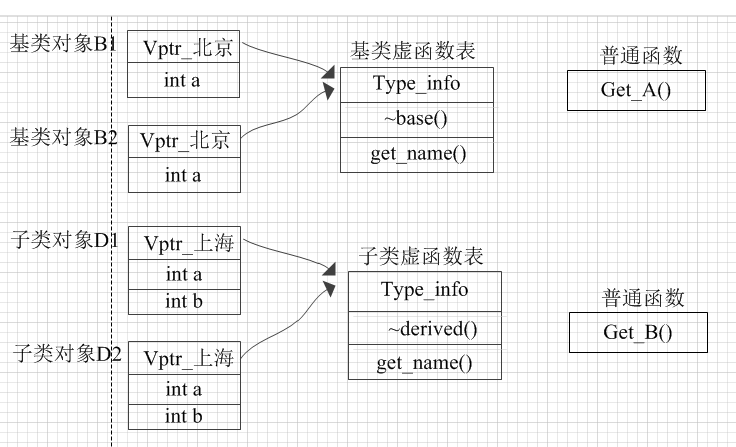 基类对象B1
Vptr_北京
int a
基类虚函数表
Type_info
~base()
get_name()
普通函数
Get_A()
基类对象B2
Vptr_北京
int a
子类对象D1
Vptr_上海
int a
int b
子类虚函数表
Type_info
~derived()
get_name()
普通函数
Get_B()
子类对象D2
Vptr_上海
int a
int b